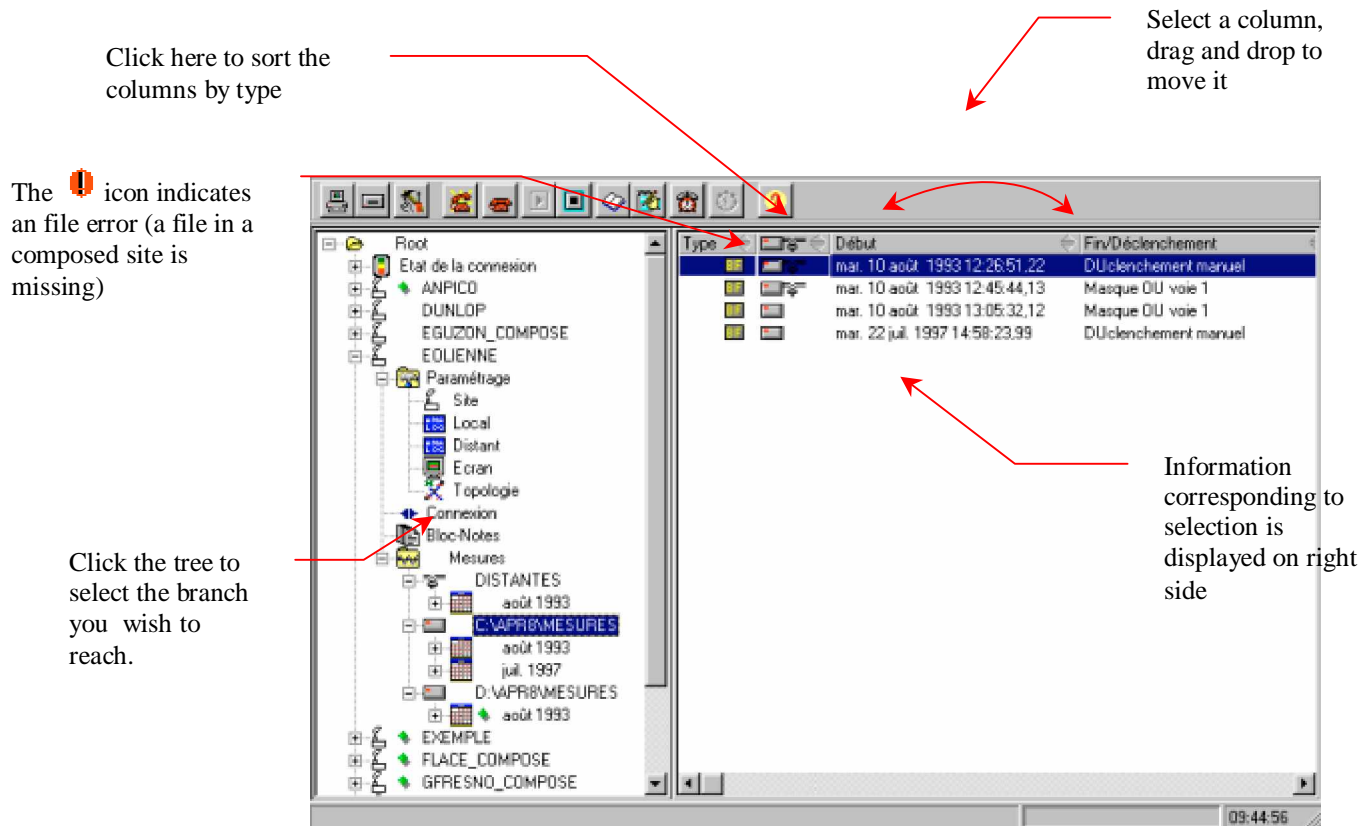 Select a column,
drag and drop to
move it
Click here to sort the
columns by type
The icon indicates
an file error (a file in a
composed site is
missing)
Click the tree to
select the branch
you wish to
reach.
Information
corresponding to
selection is
displayed on right
side
Root
Etat de la connexion
ANPICO
DUNLOP
EGUZON_COMPOSE
EOLIENNE
Paramétrage
Site
Local
Distant
Ecran
Topologie
Connexion
Bloc-Notes
Mesures
DISTANTES
août 1993
C:\APR8\MESURES
août 1993
juil. 1997
D:\APR8\MESURES
août 1993
EXEMPLE
FLACE_COMPOSE
GFRESNO_COMPOSE
Type Début Fin/Déclenchement
BF mar. 10 août 1993 12:26:51,22 DUclenchement manuel
BF mar. 10 août 1993 12:45:44,13 Masque OU voie 1
BF mar. 10 août 1993 13:05:32,12 Masque OU voie 1
BF mar. 22 juil. 1997 14:58:23,99 DUclenchement manuel
09:44:56